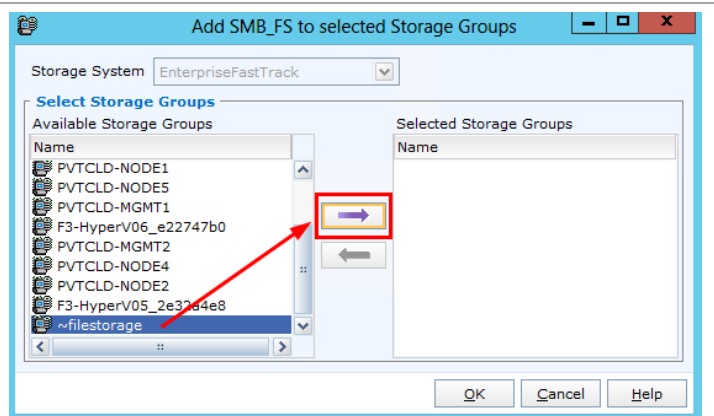 Add SMB_FS to selected Storage Groups
Storage System EnterpriseFastTrack
Select Storage Groups
Available Storage Groups
Name
PVTCLD-NODE1
PVTCLD-NODE5
PVTCLD-MGMT1
F3-HyperV06_e22747b0
PVTCLD-MGMT2
PVTCLD-NODE4
PVTCLD-NODE2
F3-HyperV05_2e32a4e8
~filestorage
Selected Storage Groups
Name
OK Cancel Help